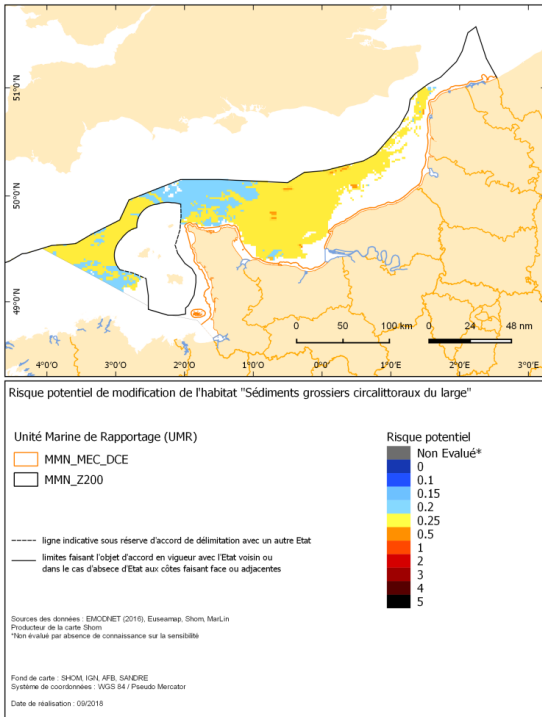 51°0'N
50°0'N
49°0'N
0 50 100 km 0 24 48 nm
4°0'O 3°0'O 2°0'O 1°0'O 0°0'E 1°0'E 2°0'E 3°0'E
Risque potentiel de modification de l'habitat "Sédiments grossiers circalittoraux du large"
Unité Marine de Rapportage (UMR)
MMN_MEC_DCE
MMN_Z200
ligne indicative sous réserve d'accord de délimitation avec un autre Etat
limites faisant l'objet d'accord en vigueur avec l'Etat voisin ou
dans le cas d'absece d'Etat aux côtes faisant face ou adjacentes
Risque potentiel
Non Evalué*
0
0.1
0.15
0.2
0.25
0.5
1
2
3
4
5
Sources des données : EMODNET (2016), Euseamap, Shom, MarLin
Producteur de la carte Shom
*Non évalué par absence de connaissance sur la sensibilité
Fond de carte : SHOM, IGN, AFB, SANDRE
Système de coordonnées : WGS 84 / Pseudo Mercator
Date de réalisation : 09/2018